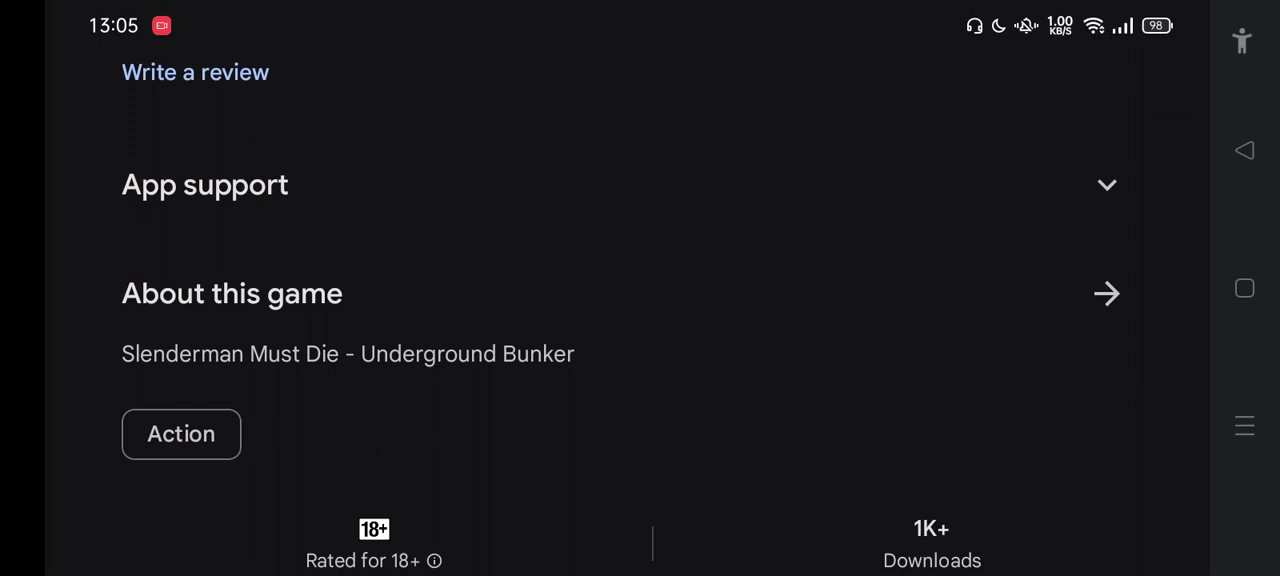 13:05
1.00
KB/S
98
Write a review
App support
About this game
Slenderman Must Die - Underground Bunker
Action
18+
Rated for 18+
1K+
Downloads